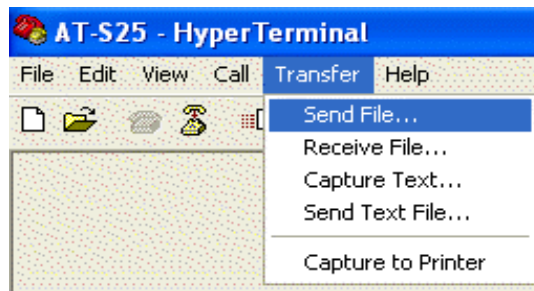 AT-S25 - HyperTerminal
File Edit View Call Transfer Help
Send File...
Receive File...
Capture Text...
Send Text File...
Capture to Printer